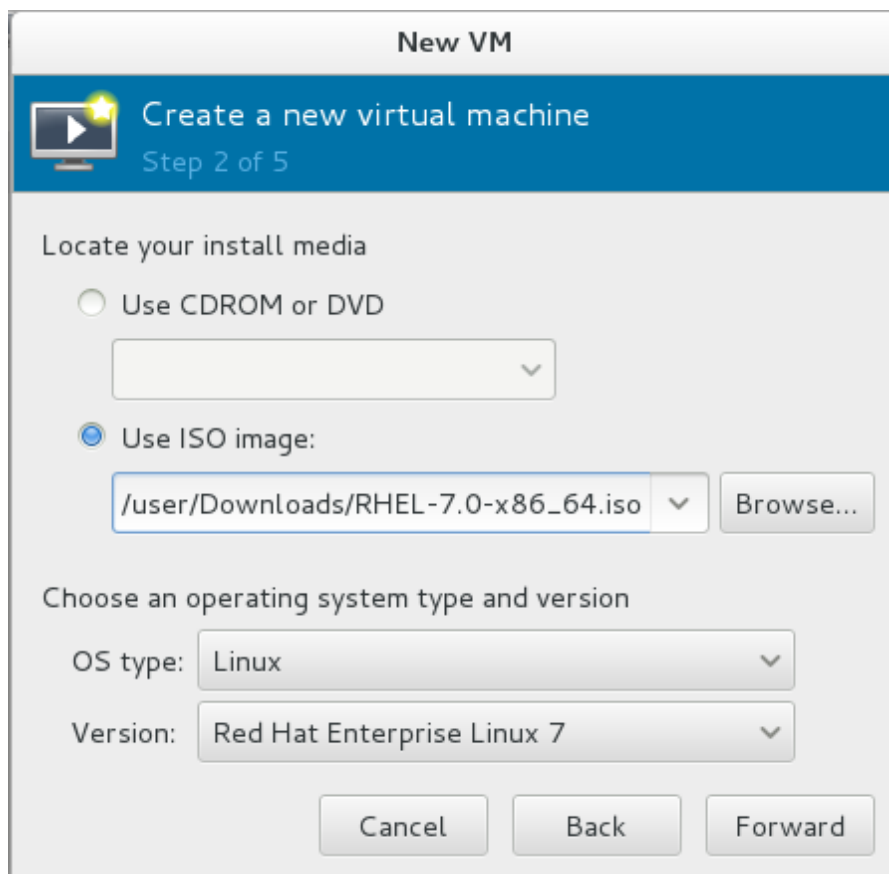 New VM
Create a new virtual machine
Step 2 of 5
Locate your install media
Use CDROM or DVD
Use ISO image:
/user/Downloads/RHEL-7.0-x86_64.iso Browse...
Choose an operating system type and version
OS type: Linux
Version: Red Hat Enterprise Linux 7
Cancel Back Forward